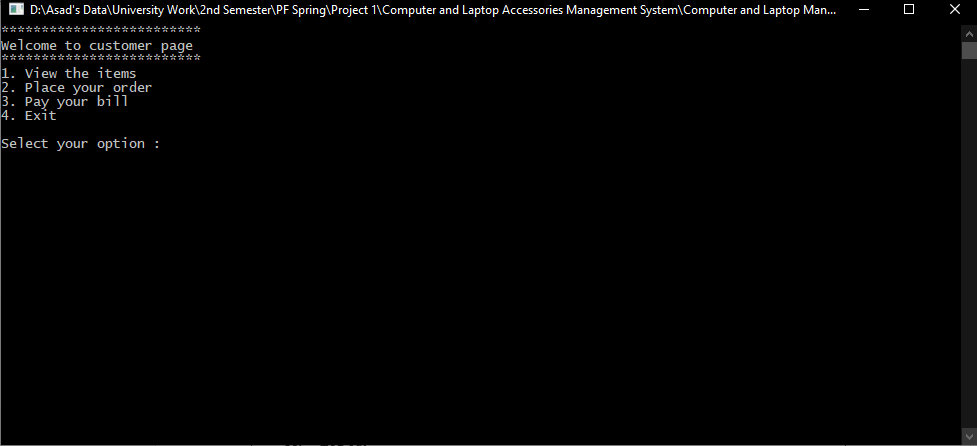 D:\Asad's Data\University Work\2nd Semester\PF Spring\Project 1\Computer and Laptop Accessories Management System\Computer and Laptop Man...
*************************
Welcome to customer page
*************************
1. View the items
2. Place your order
3. Pay your bill
4. Exit
Select your option :